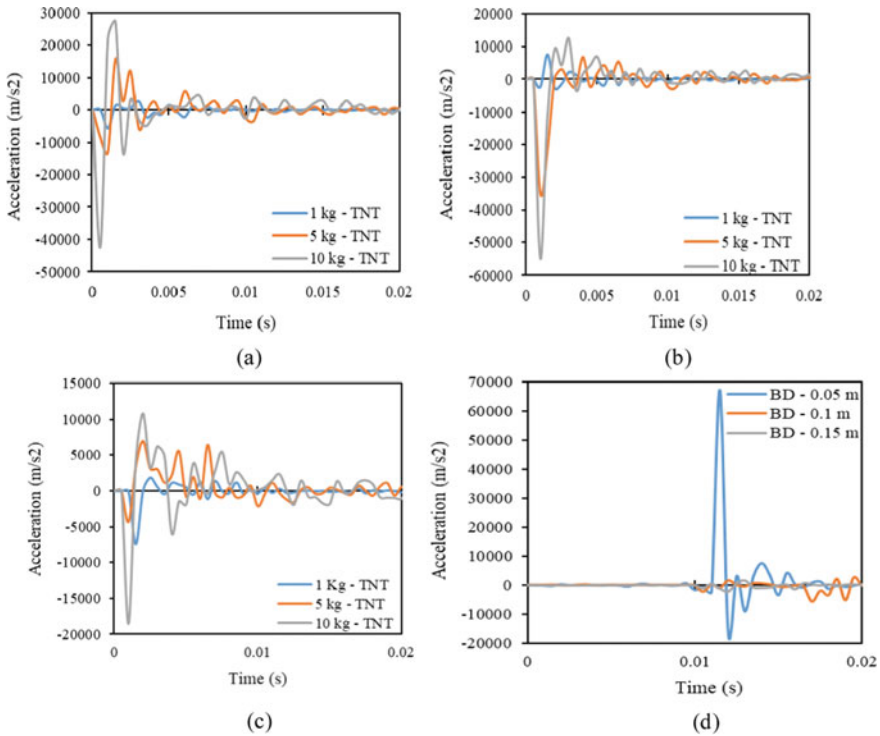 30000
20000
10000
0
-10000
-20000
-30000
-40000
-50000
Acceleration (m/s2)
1 kg - TNT
5 kg - TNT
10 kg - TNT
0 0.005 0.01 0.015 0.02
Time (s)
(a)
20000
10000
0
-10000
-20000
-30000
-40000
-50000
-60000
Acceleration (m/s2)
1 kg - TNT
5 kg - TNT
10 kg - TNT
0 0.005 0.01 0.015 0.02
Time (s)
(b)
15000
10000
5000
0
-5000
-10000
-15000
-20000
Acceleration (m/s2)
1 Kg - TNT
5 kg - TNT
10 kg - TNT
0 0.01 0.02
Time (s)
(c)
70000
60000
50000
40000
30000
20000
10000
0
-10000
-20000
Acceleration (m/s2)
BD - 0.05 m
BD - 0.1 m
BD - 0.15 m
0 0.01 0.02
Time (s)
(d)